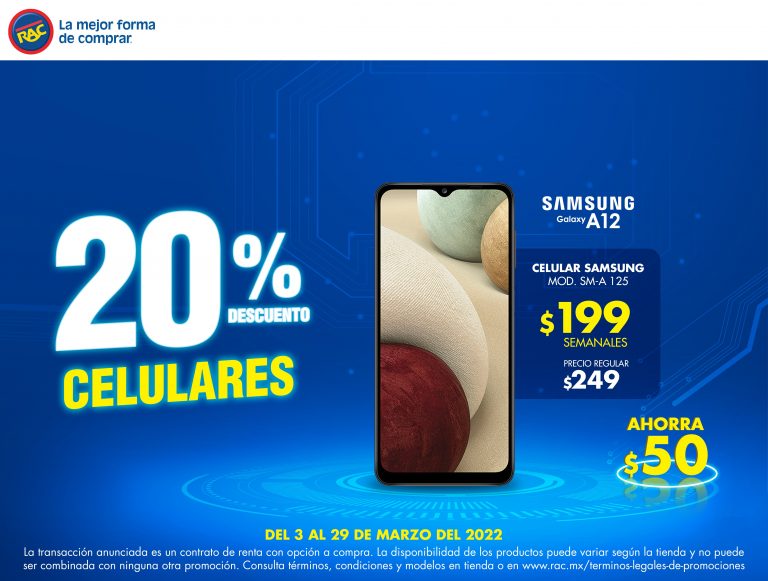 RAC
La mejor forma
de comprar.
20%
DESCUENTO
CELULARES
SAMSUNG
Galaxy A12
CELULAR SAMSUNG
MOD. SM-A 125
$199
SEMANALES
PRECIO REGULAR
$249
AHORRA
$50
DEL 3 AL 29 DE MARZO DEL 2022
La transacción anunciada es un contrato de renta con opción a compra. La disponibilidad de los productos puede variar según la tienda y no puede
ser combinada con ninguna otra promoción. Consulta términos, condiciones y modelos en tienda o en www.rac.mx/terminos-legales-de-promociones